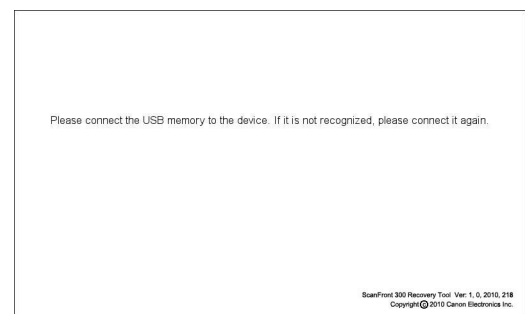 Please connect the USB memory to the device. If it is not recognized, please connect it again.
ScanFront 300 Recovery Tool Ver: 1, 0, 2010, 218
Copyright © 2010 Canon Electronics Inc.